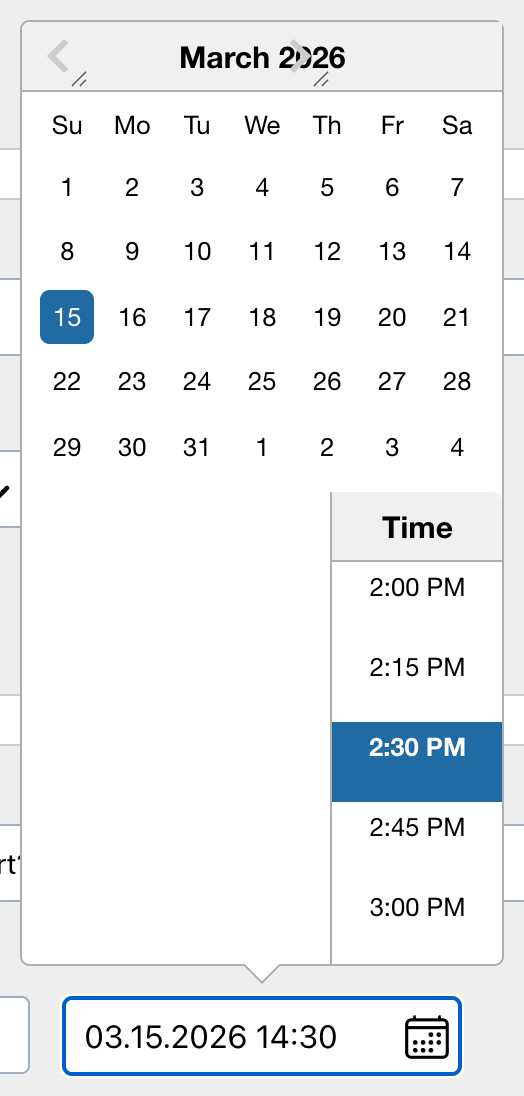 March 2026
Su Mo Tu We Th Fr Sa
1 2 3 4 5 6 7
8 9 10 11 12 13 14
15 16 17 18 19 20 21
22 23 24 25 26 27 28
29 30 31 1 2 3 4
Time
2:00 PM
2:15 PM
2:30 PM
2:45 PM
3:00 PM
rt?
03.15.2026 14:30